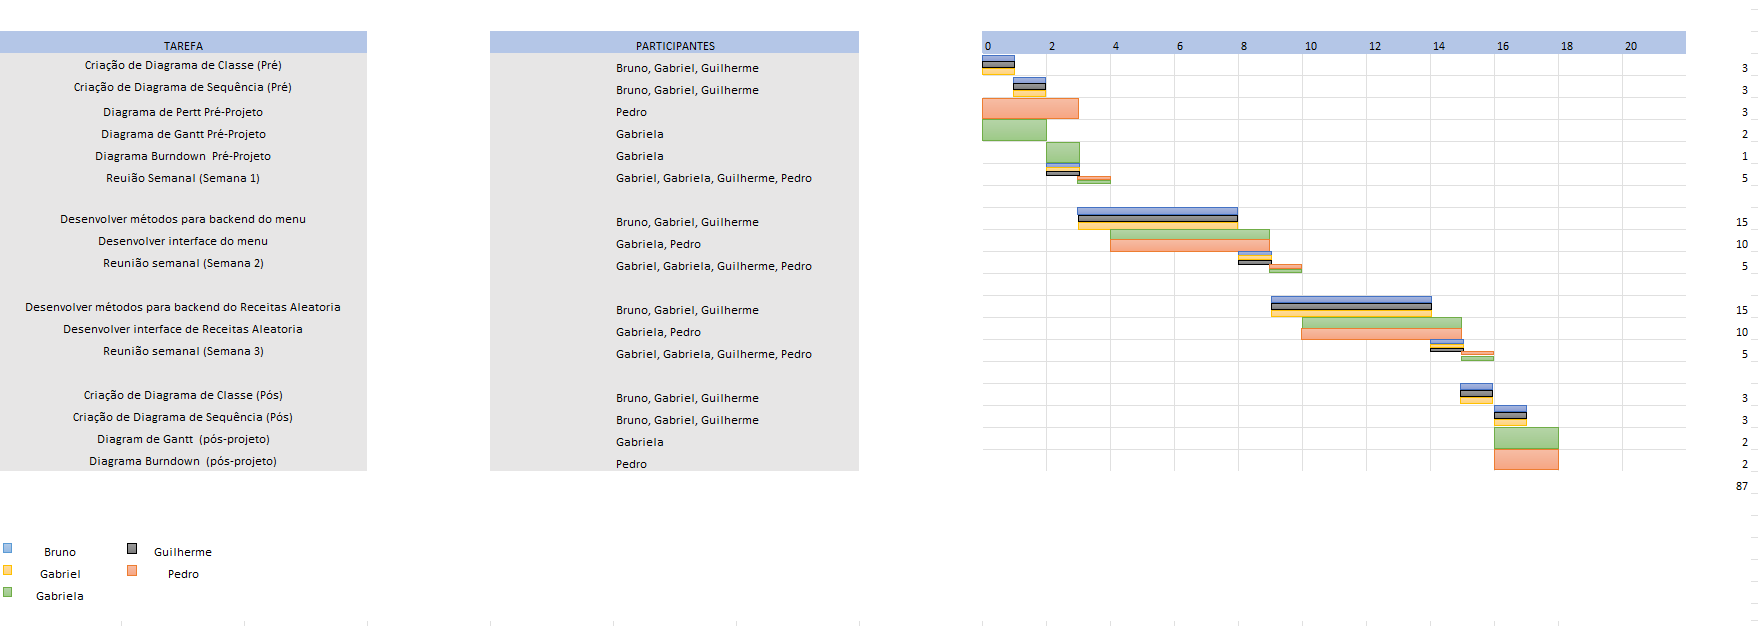 TAREFA PARTICIPANTES 0 2 4 6 8 10 12 14 16 18 20
Criação de Diagrama de Classe (Pré) Bruno, Gabriel, Guilherme 3
Criação de Diagrama de Sequência (Pré) Bruno, Gabriel, Guilherme 3
Diagrama de Pertt Pré-Projeto Pedro 3
Diagrama de Gantt Pré-Projeto Gabriela 2
Diagrama Burndown Pré-Projeto Gabriela 1
Reuião Semanal (Semana 1) Gabriel, Gabriela, Guilherme, Pedro 5
Desenvolver métodos para backend do menu Bruno, Gabriel, Guilherme 15
Desenvolver interface do menu Gabriela, Pedro 10
Reunião semanal (Semana 2) Gabriel, Gabriela, Guilherme, Pedro 5
Desenvolver métodos para backend do Receitas Aleatoria Bruno, Gabriel, Guilherme 15
Desenvolver interface de Receitas Aleatoria Gabriela, Pedro 10
Reunião semanal (Semana 3) Gabriel, Gabriela, Guilherme, Pedro 5
Criação de Diagrama de Classe (Pós) Bruno, Gabriel, Guilherme 3
Criação de Diagrama de Sequência (Pós) Bruno, Gabriel, Guilherme 3
Diagram de Gantt (pós-projeto) Gabriela 2
Diagrama Burndown (pós-projeto) Pedro 2
87
Bruno Guilherme
Gabriel Pedro
Gabriela